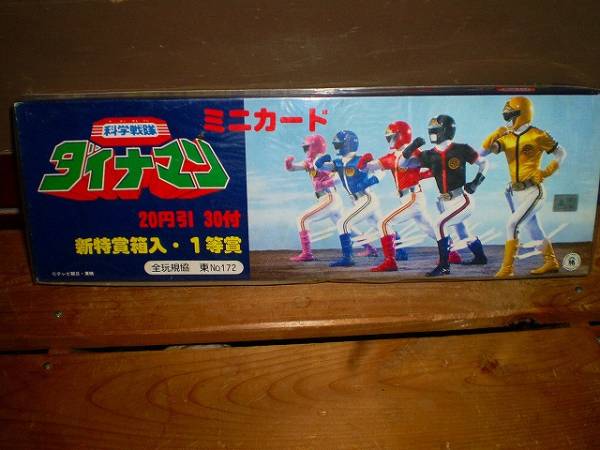 科学戦隊
ダイナマン
ミニカード
20円引 30付
新特賞箱入・1等賞
全玩規協 東No172
©テレビ朝日・東映